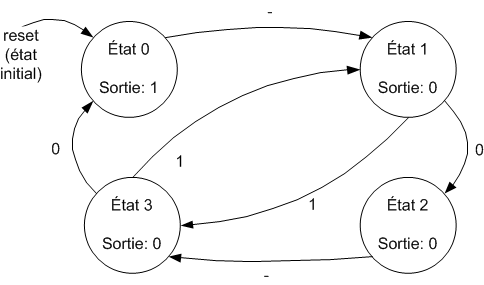 -
reset
(état
initial)
État 0
Sortie: 1
État 1
Sortie: 0
0
1
0
1
État 3
Sortie: 0
État 2
Sortie: 0
-